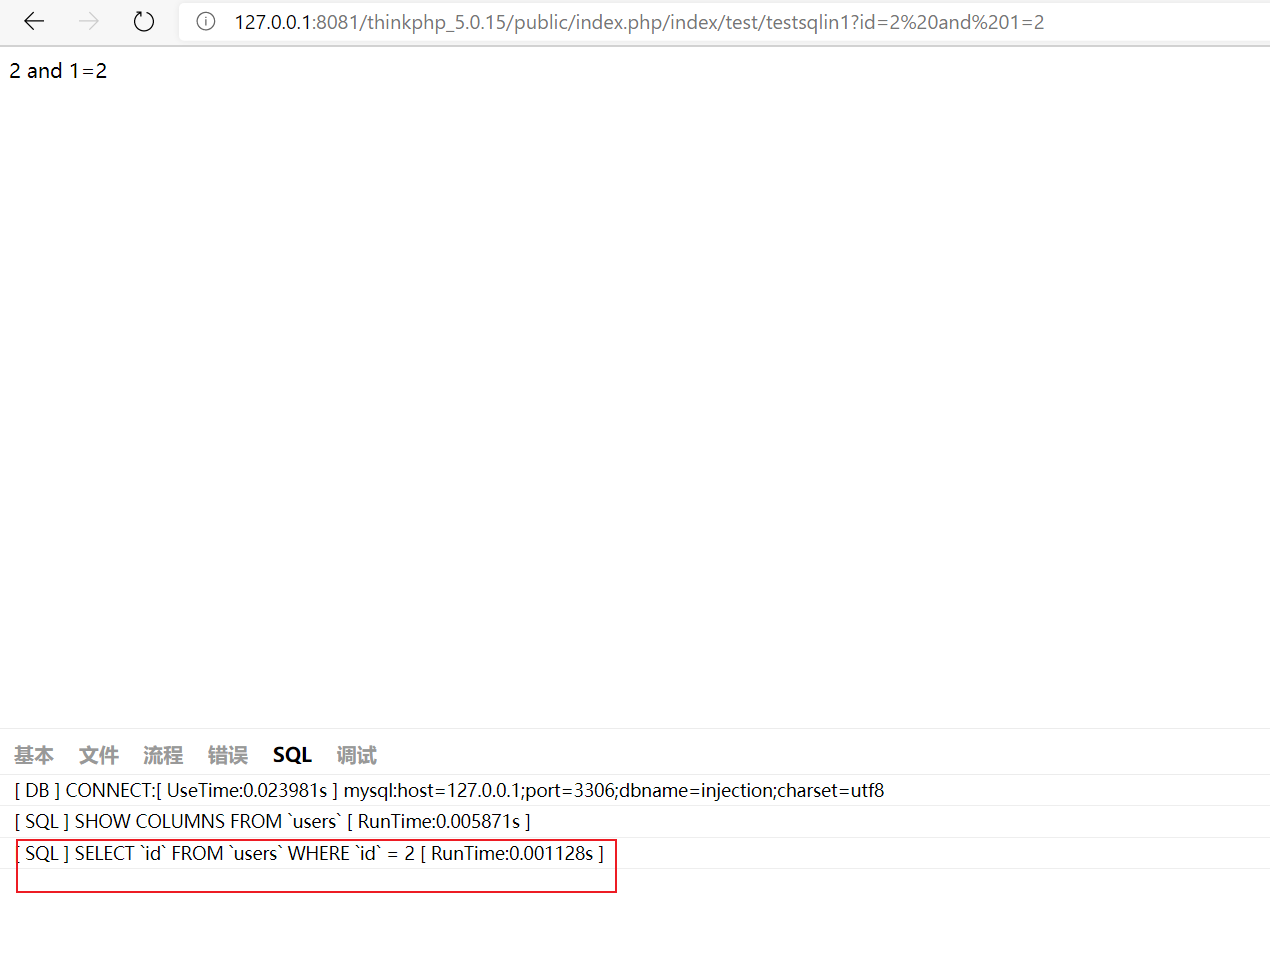 127.0.0.1:8081/thinkphp_5.0.15/public/index.php/index/test/testsqlin1?id=2%20and%201=2
2 and 1=2
基本 文件 流程 错误 SQL 调试
[ DB ] CONNECT:[ UseTime:0.023981s ] mysql:host=127.0.0.1;port=3306;dbname=injection;charset=utf8
[ SQL ] SHOW COLUMNS FROM `users` [ RunTime:0.005871s ]
[ SQL ] SELECT `id` FROM `users` WHERE `id` = 2 [ RunTime:0.001128s ]